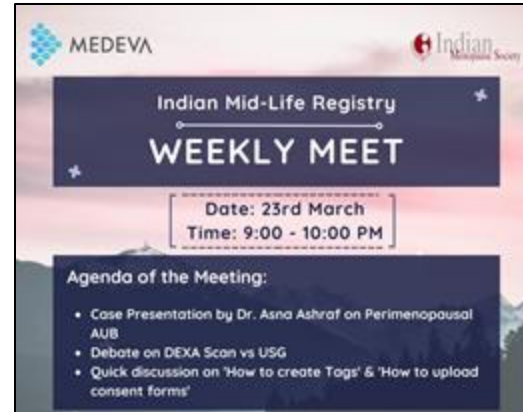 MEDEVA
Indian
Menopause Society
Indian Mid-Life Registry
WEEKLY MEET
Date: 23rd March
Time: 9:00 - 10:00 PM
Agenda of the Meeting:
• Case Presentation by Dr. Asna Ashraf on Perimenopausal
AUB
• Debate on DEXA Scan vs USG
• Quick discussion on 'How to create Tags' & 'How to upload
consent forms'